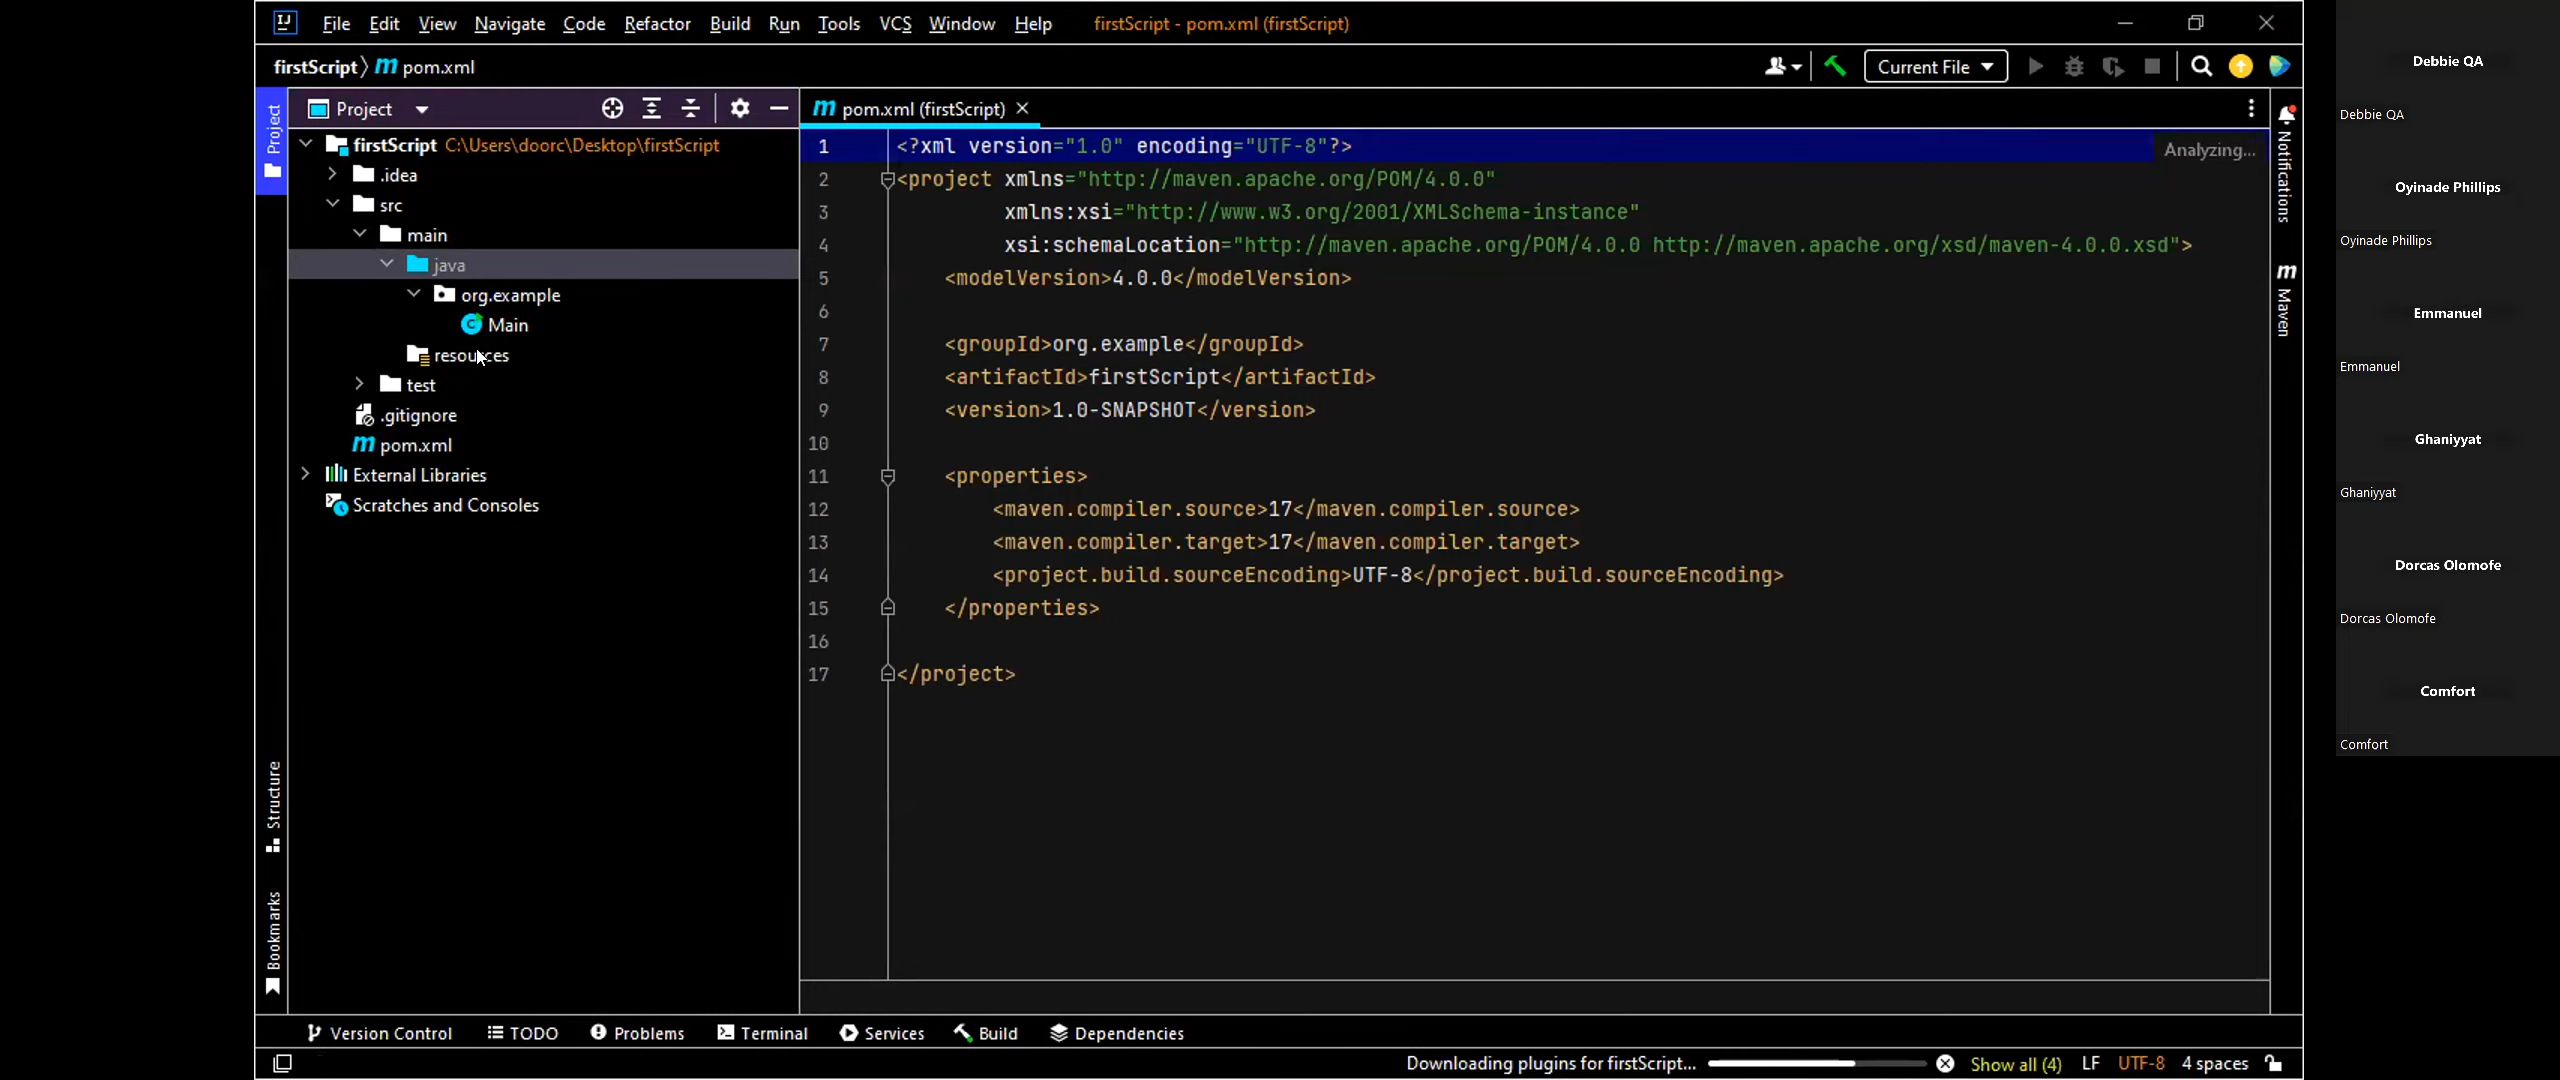 File Edit View Navigate Code Refactor Build Run Tools VCS Window Help firstScript - pom.xml (firstScript)
firstScript pom.xml
Current File
Project
Project
pom.xml (firstScript)
firstScript C:\Users\doorc\Desktop\firstScript
.idea
src
main
java
org.example
Main
resources
test
.gitignore
pom.xml
External Libraries
Scratches and Consoles
Structure
Bookmarks
1 <?xml version="1.0" encoding="UTF-8"?>
Analyzing...
2 <project xmlns="http://maven.apache.org/POM/4.0.0"
3 xmlns:xsi="http://www.w3.org/2001/XMLSchema-instance"
4 xsi:schemaLocation="http://maven.apache.org/POM/4.0.0 http://maven.apache.org/xsd/maven-4.0.0.xsd">
5 <modelVersion>4.0.0</modelVersion>
6
7 <groupId>org.example</groupId>
8 <artifactId>firstScript</artifactId>
9 <version>1.0-SNAPSHOT</version>
10
11 <properties>
12 <maven.compiler.source>17</maven.compiler.source>
13 <maven.compiler.target>17</maven.compiler.target>
14 <project.build.sourceEncoding>UTF-8</project.build.sourceEncoding>
15 </properties>
16
17 </project>
Notifications
Maven
Version Control TODO Problems Terminal Services Build Dependencies
Downloading plugins for firstScript... Show all (4) LF UTF-8 4 spaces
Debbie QA
Debbie QA
Oyinade Phillips
Oyinade Phillips
Emmanuel
Emmanuel
Ghaniyyat
Ghaniyyat
Dorcas Olomofe
Dorcas Olomofe
Comfort
Comfort